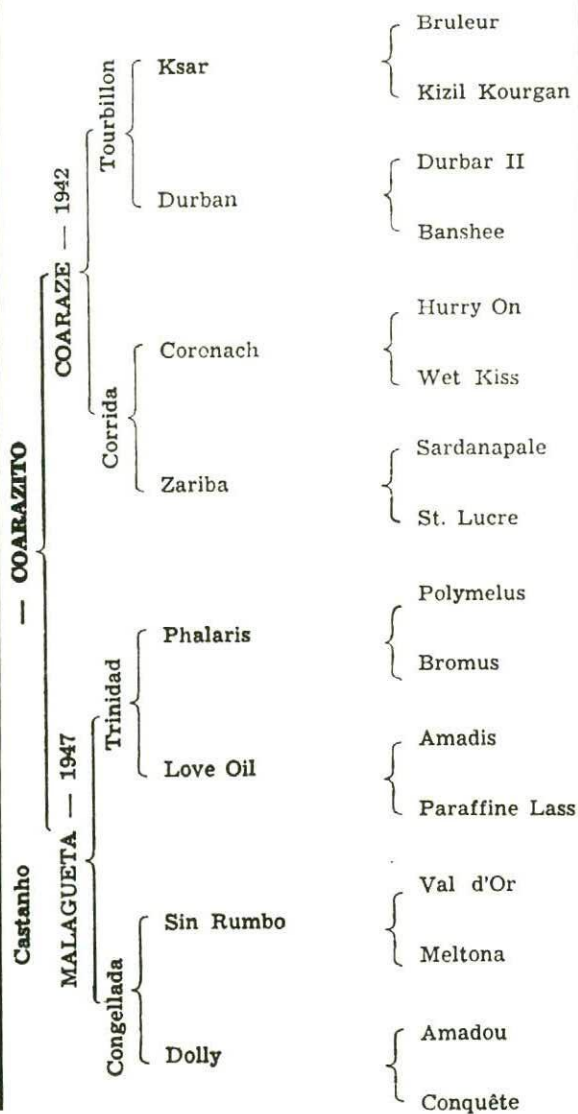 Castanho — COARAZITO
COARAZE — 1942
MALAGUETA — 1947
Tourbillon
Corrida
Trinidad
Congellada
Ksar
Durban
Coronach
Zariba
Phalaris
Love Oil
Sin Rumbo
Dolly
Bruleur
Kizil Kourgan
Durbar II
Banshee
Hurry On
Wet Kiss
Sardanapale
St. Lucre
Polymelus
Bromus
Amadis
Paraffine Lass
Val d'Or
Meltona
Amadou
Conquête